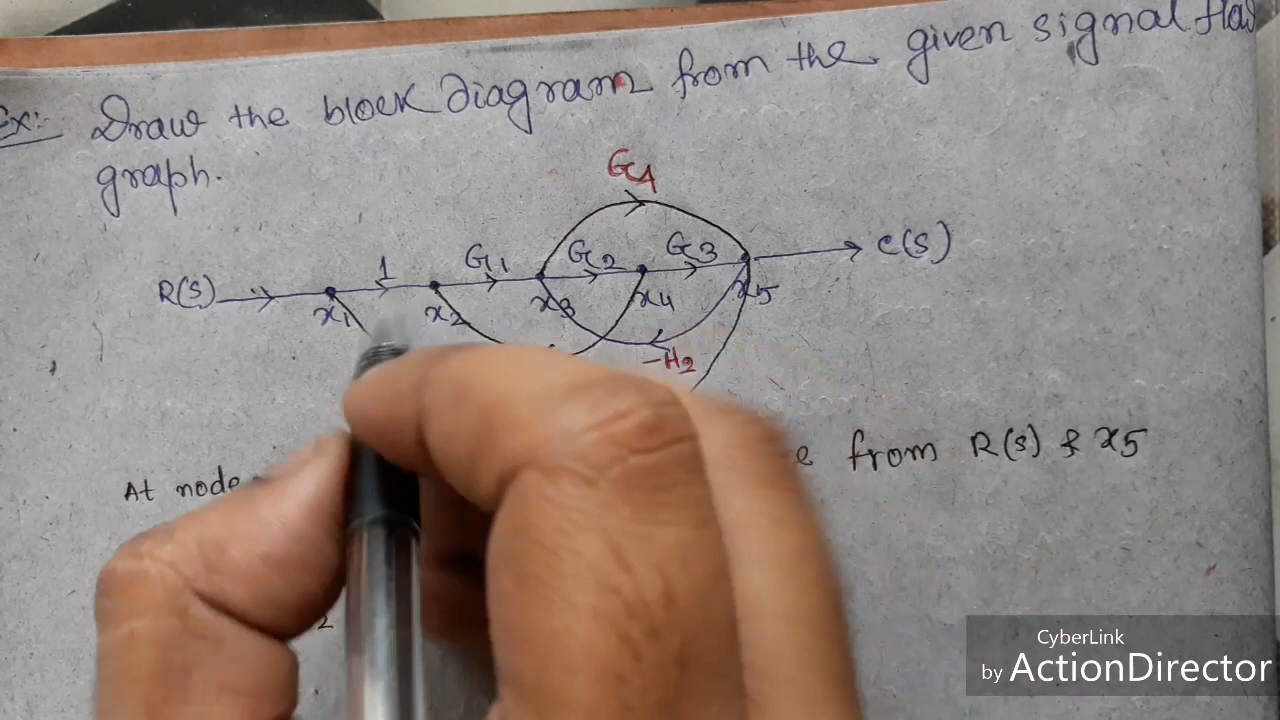 Ex:- Draw the block diagram from the given signal flow
graph.
G4
R(s) 1 G1 G2 G3 C(s)
x1 x2 x3 x4 x5
-H2
At node from R(s) & x5
2
CyberLink
by ActionDirector